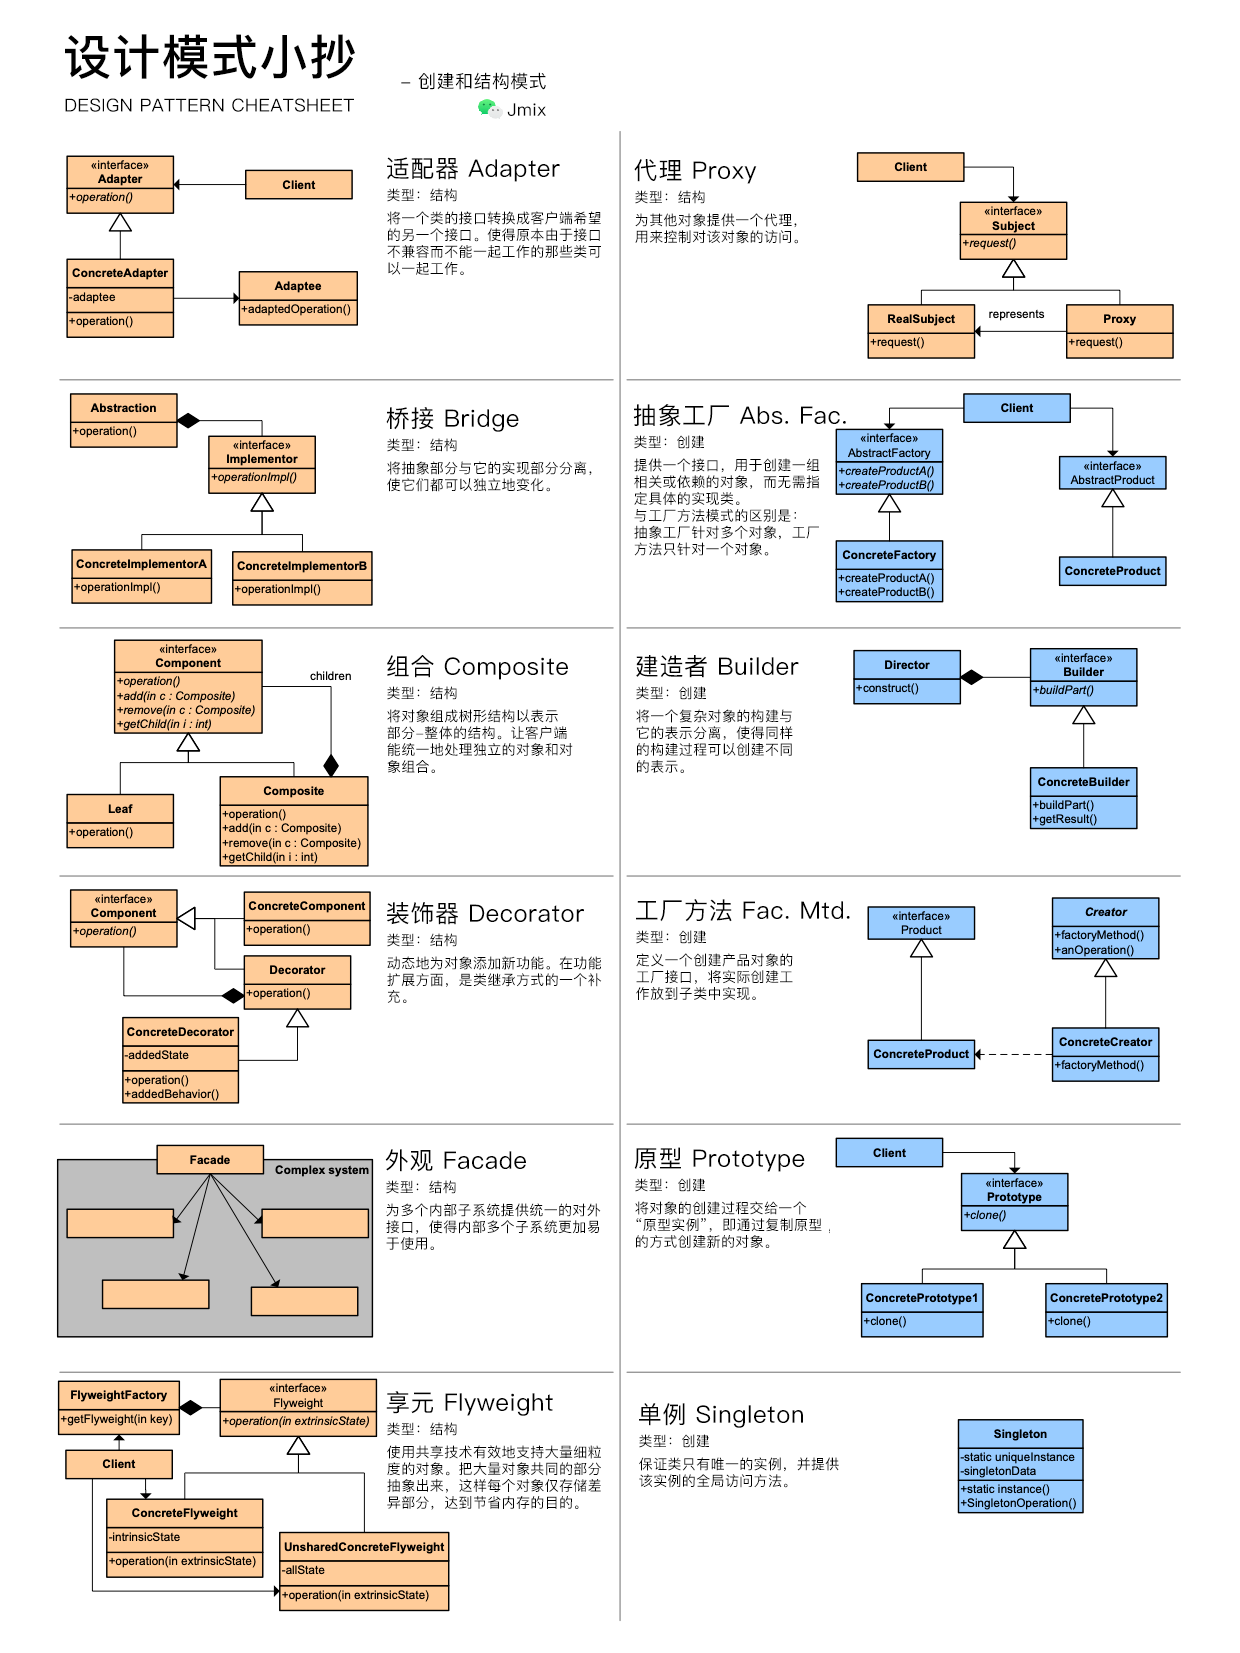 设计模式小抄
DESIGN PATTERN CHEATSHEET
– 创建和结构模式
Jmix
«interface»
Adapter
+operation()
Client
ConcreteAdapter
-adaptee
+operation()
Adaptee
+adaptedOperation()
适配器 Adapter
类型：结构
将一个类的接口转换成客户端希望
的另一个接口。使得原本由于接口
不兼容而不能一起工作的那些类可
以一起工作。
代理 Proxy
类型：结构
为其他对象提供一个代理，
用来控制对该对象的访问。
Client
«interface»
Subject
+request()
RealSubject
+request()
represents
Proxy
+request()
Abstraction
+operation()
«interface»
Implementor
+operationImpl()
ConcreteImplementorA
+operationImpl()
ConcreteImplementorB
+operationImpl()
桥接 Bridge
类型：结构
将抽象部分与它的实现部分分离，
使它们都可以独立地变化。
抽象工厂 Abs. Fac.
类型：创建
提供一个接口，用于创建一组
相关或依赖的对象，而无需指
定具体的实现类。
与工厂方法模式的区别是：
抽象工厂针对多个对象，工厂
方法只针对一个对象。
Client
«interface»
AbstractFactory
+createProductA()
+createProductB()
«interface»
AbstractProduct
ConcreteFactory
+createProductA()
+createProductB()
ConcreteProduct
«interface»
Component
+operation()
+add(in c : Composite)
+remove(in c : Composite)
+getChild(in i : int)
children
Leaf
+operation()
Composite
+operation()
+add(in c : Composite)
+remove(in c : Composite)
+getChild(in i : int)
组合 Composite
类型：结构
将对象组成树形结构以表示
部分–整体的结构。让客户端
能统一地处理独立的对象和对
象组合。
建造者 Builder
类型：创建
将一个复杂对象的构建与
它的表示分离，使得同样
的构建过程可以创建不同
的表示。
Director
+construct()
«interface»
Builder
+buildPart()
ConcreteBuilder
+buildPart()
+getResult()
«interface»
Component
+operation()
ConcreteComponent
+operation()
Decorator
+operation()
ConcreteDecorator
-addedState
+operation()
+addedBehavior()
装饰器 Decorator
类型：结构
动态地为对象添加新功能。在功能
扩展方面，是类继承方式的一个补
充。
工厂方法 Fac. Mtd.
类型：创建
定义一个创建产品对象的
工厂接口，将实际创建工
作放到子类中实现。
«interface»
Product
Creator
+factoryMethod()
+anOperation()
ConcreteProduct
ConcreteCreator
+factoryMethod()
Facade
Complex system
外观 Facade
类型：结构
为多个内部子系统提供统一的对外
接口，使得内部多个子系统更加易
于使用。
原型 Prototype
类型：创建
将对象的创建过程交给一个
“原型实例”，即通过复制原型，
的方式创建新的对象。
Client
«interface»
Prototype
+clone()
ConcretePrototype1
+clone()
ConcretePrototype2
+clone()
FlyweightFactory
+getFlyweight(in key)
«interface»
Flyweight
+operation(in extrinsicState)
Client
ConcreteFlyweight
-intrinsicState
+operation(in extrinsicState)
UnsharedConcreteFlyweight
-allState
+operation(in extrinsicState)
享元 Flyweight
类型：结构
使用共享技术有效地支持大量细粒
度的对象。把大量对象共同的部分
抽象出来，这样每个对象仅存储差
异部分，达到节省内存的目的。
单例 Singleton
类型：创建
保证类只有唯一的实例，并提供
该实例的全局访问方法。
Singleton
-static uniqueInstance
-singletonData
+static instance()
+SingletonOperation()